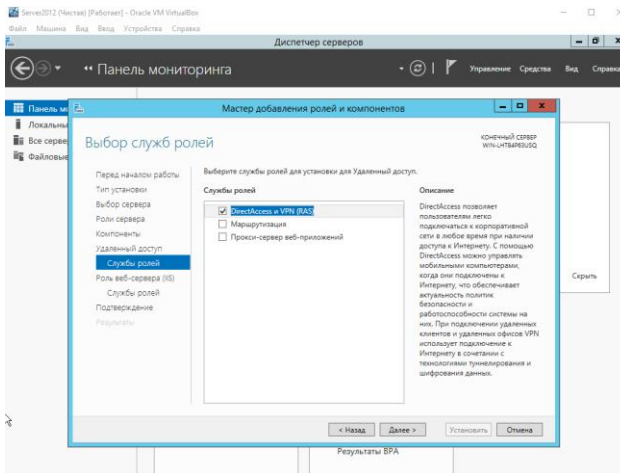 Server2012 (Чистая) [Работает] - Oracle VM VirtualBox
Файл Машина Вид Ввод Устройства Справка
Диспетчер серверов
Панель мониторинга
Управление Средства Вид Справка
Панель мо
Локальны
Все серве
Файловые
Мастер добавления ролей и компонентов
Выбор служб ролей
КОНЕЧНЫЙ СЕРВЕР
Перед началом работы
Тип установки
Выбор сервера
Роли сервера
Компоненты
Удаленный доступ
Службы ролей
Роль веб-сервера (IIS)
Службы ролей
Подтверждение
Результаты
Выберите службы ролей для установки для Удаленный доступ.
Службы ролей
DirectAccess и VPN (RAS)
Маршрутизация
Прокси-сервер веб-приложений
Описание
DirectAccess позволяет
пользователям легко
подключаться к корпоративной
сети в любое время при наличии
доступа к Интернету. С помощью
DirectAccess можно управлять
мобильными компьютерами,
когда они подключены к
Интернету, что обеспечивает
актуальность политик
безопасности и
работоспособности системы на
них. При подключении удаленных
клиентов и удаленных офисов VPN
использует подключение к
Интернету в сочетании с
технологиями туннелирования и
шифрования данных.
Скрыть
< Назад Далее > Установить Отмена
Результаты BPA